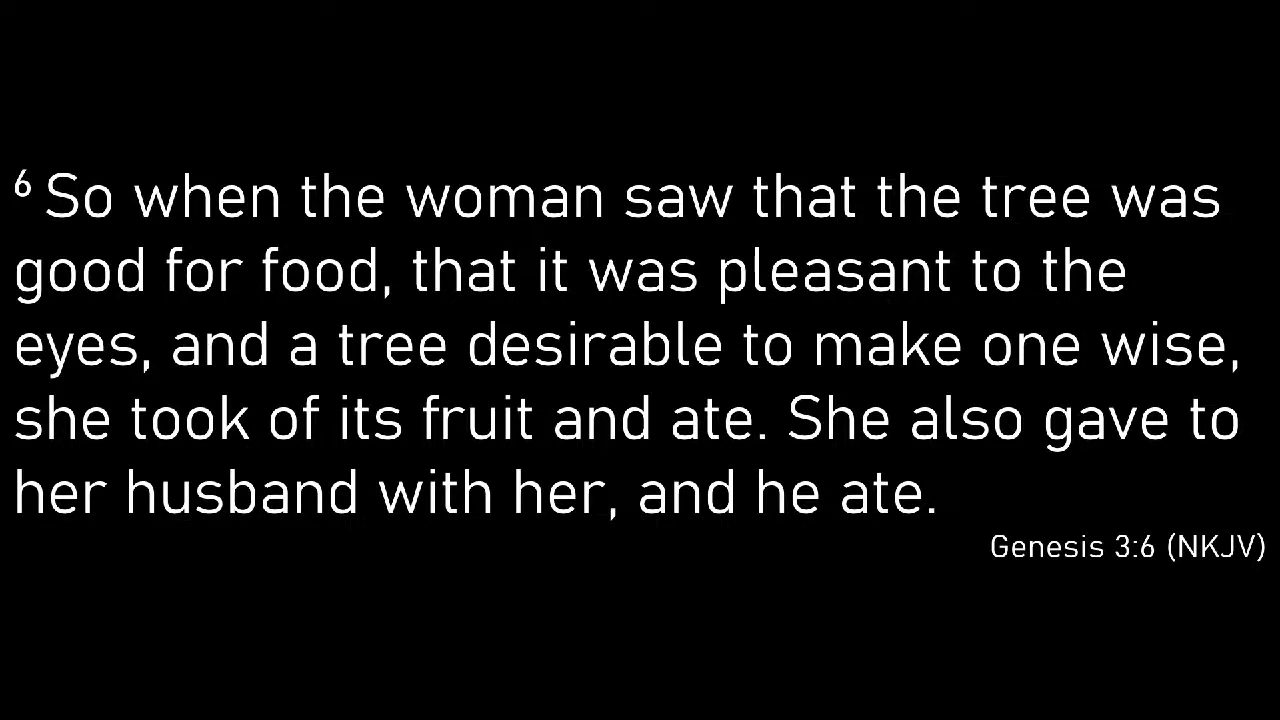 6 So when the woman saw that the tree was
good for food, that it was pleasant to the
eyes, and a tree desirable to make one wise,
she took of its fruit and ate. She also gave to
her husband with her, and he ate.
Genesis 3:6 (NKJV)